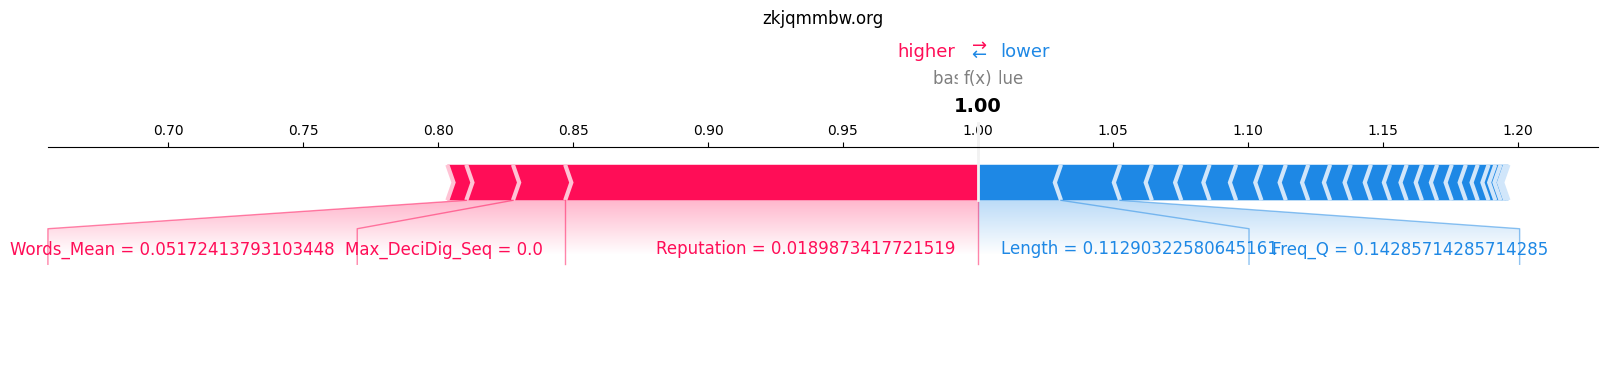 zkjqmmbw.org
higher ⇄ lower
f(x) lue
1.00
0.70 0.75 0.80 0.85 0.90 0.95 1.00 1.05 1.10 1.15 1.20
Words_Mean = 0.05172413793103448 Max_DeciDig_Seq = 0.0 Reputation = 0.0189873417721519 Length = 0.11290322580645161 Freq_Q = 0.14285714285714285